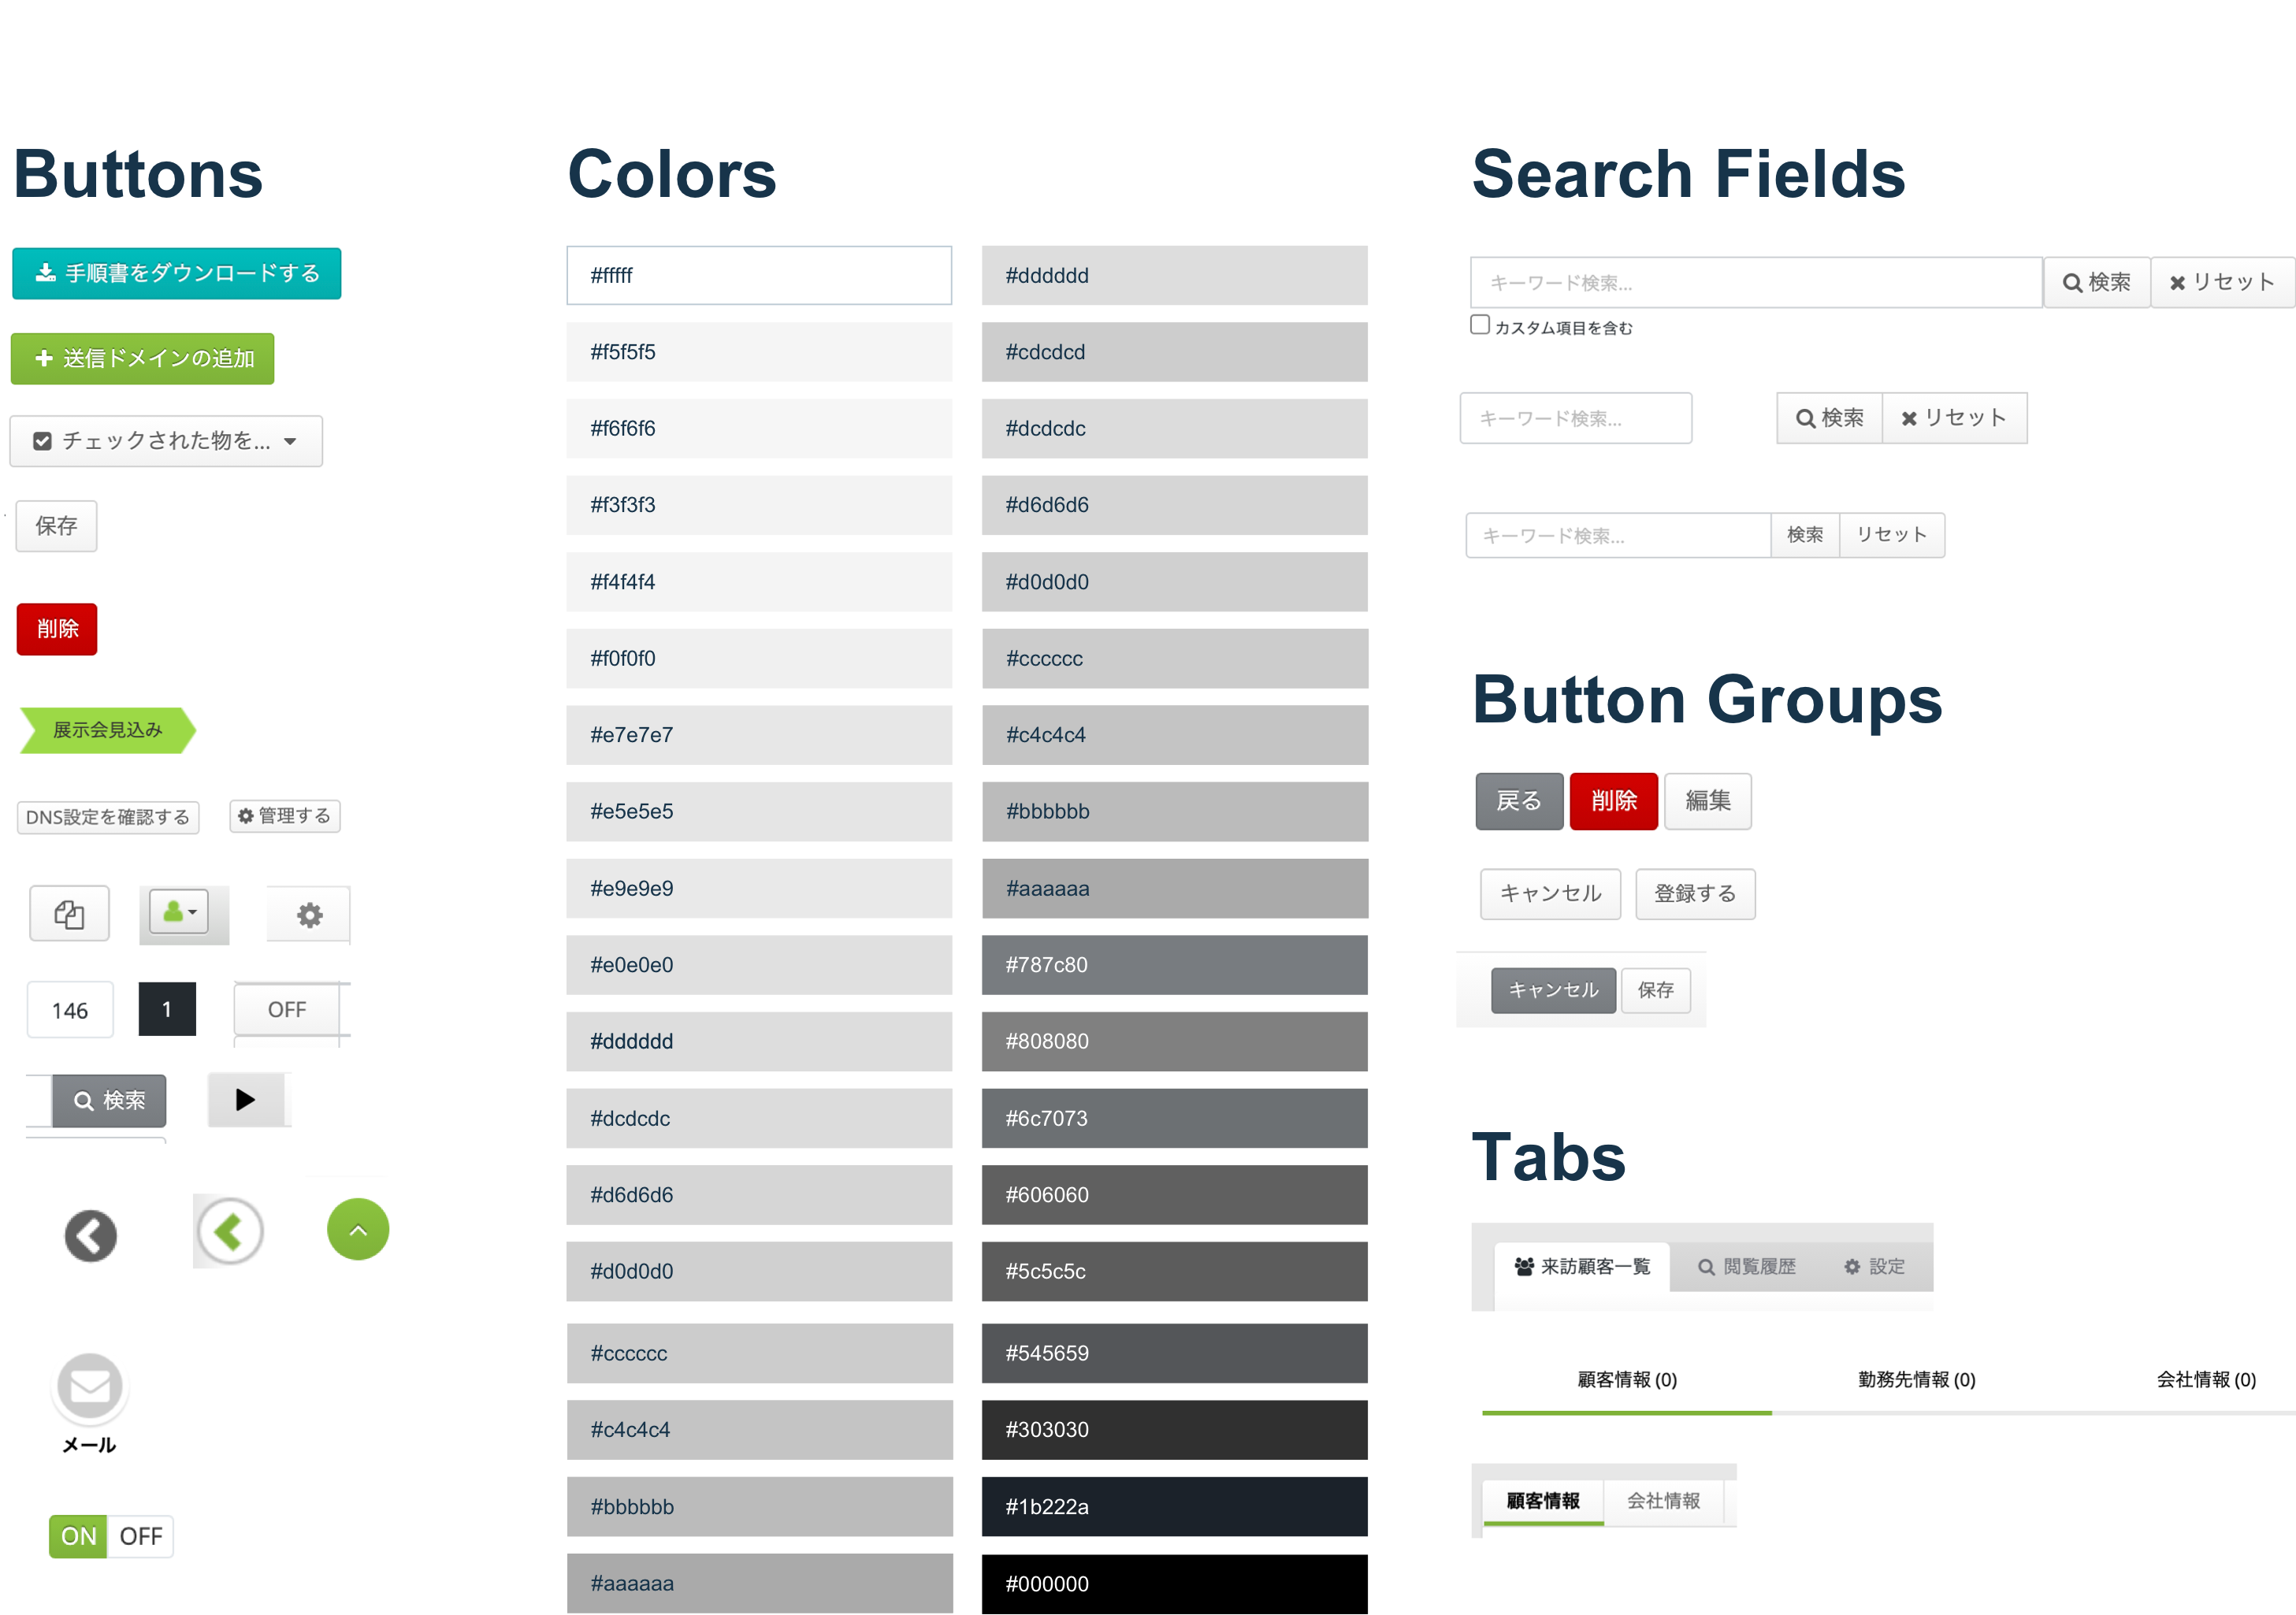 Buttons
手順書をダウンロードする
送信ドメインの追加
チェックされた物を...
保存
削除
展示会見込み
DNS設定を確認する
管理する
146
1
OFF
検索
メール
ON OFF
Colors
#fffff
#f5f5f5
#f6f6f6
#f3f3f3
#f4f4f4
#f0f0f0
#e7e7e7
#e5e5e5
#e9e9e9
#e0e0e0
#dddddd
#dcdcdc
#d6d6d6
#d0d0d0
#cccccc
#c4c4c4
#bbbbbb
#aaaaaa
#dddddd
#cdcdcd
#dcdcdc
#d6d6d6
#d0d0d0
#cccccc
#c4c4c4
#bbbbbb
#aaaaaa
#787c80
#808080
#6c7073
#606060
#5c5c5c
#545659
#303030
#1b222a
#000000
Search Fields
キーワード検索... 検索 リセット
カスタム項目を含む
キーワード検索... 検索 リセット
キーワード検索... 検索 リセット
Button Groups
戻る 削除 編集
キャンセル 登録する
キャンセル 保存
Tabs
来訪顧客一覧 閲覧履歴 設定
顧客情報 (0) 勤務先情報 (0) 会社情報 (0)
顧客情報 会社情報